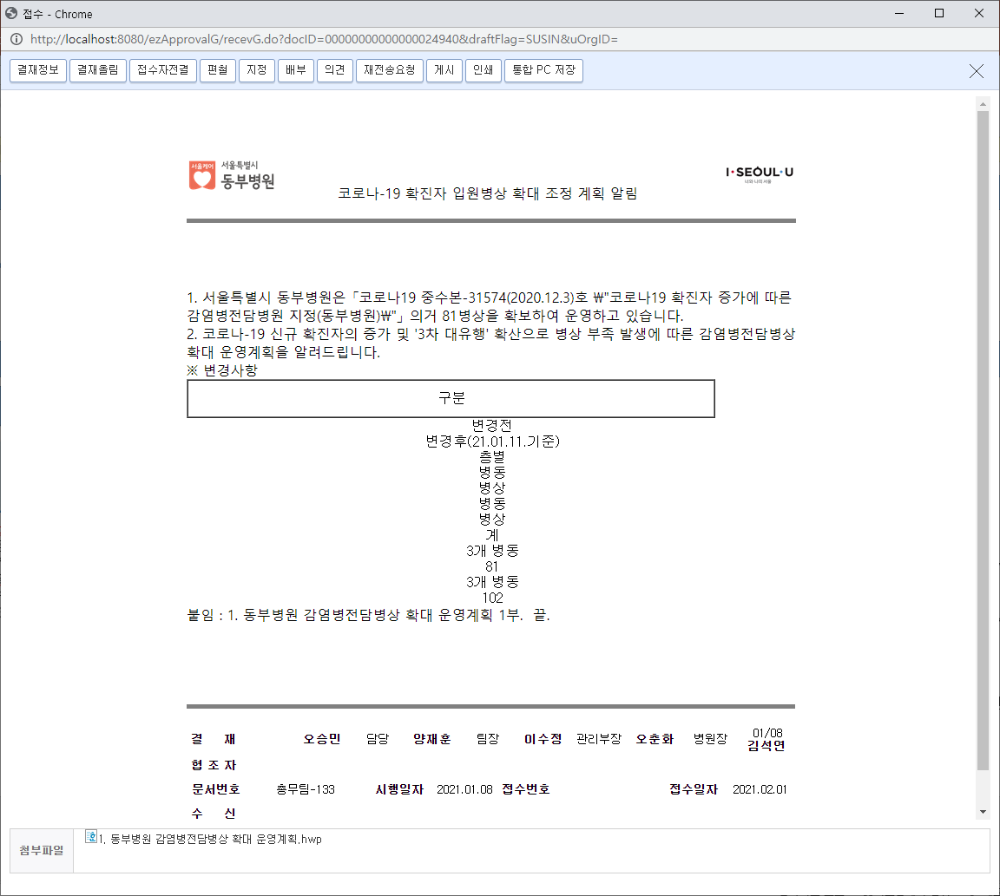 접수 - Chrome
http://localhost:8080/ezApprovalG/recevG.do?docID=00000000000000024940&draftFlag=SUSIN&uOrgID=
결재정보 결재올림 접수자전결 편철 지정 배부 의견 재전송요청 게시 인쇄 통합 PC 저장
서울케어 서울특별시
동부병원
I·SEOUL·U
너와 나의 서울
코로나-19 확진자 입원병상 확대 조정 계획 알림
1. 서울특별시 동부병원은「코로나19 중수본-31574(2020.12.3)호 ₩"코로나19 확진자 증가에 따른
감염병전담병원 지정(동부병원)₩"」의거 81병상을 확보하여 운영하고 있습니다.
2. 코로나-19 신규 확진자의 증가 및 '3차 대유행' 확산으로 병상 부족 발생에 따른 감염병전담병상
확대 운영계획을 알려드립니다.
※ 변경사항
구분
변경전
변경후(21.01.11.기준)
층별
병동
병상
병동
병상
계
3개 병동
81
3개 병동
102
붙임 : 1. 동부병원 감염병전담병상 확대 운영계획 1부. 끝.
결 재 오승민 담당 양재훈 팀장 이수정 관리부장 오춘화 병원장 01/08
김석연
협 조 자
문서번호 총무팀-133 시행일자 2021.01.08 접수번호 접수일자 2021.02.01
수 신
첨부파일 1. 동부병원 감염병전담병상 확대 운영계획.hwp